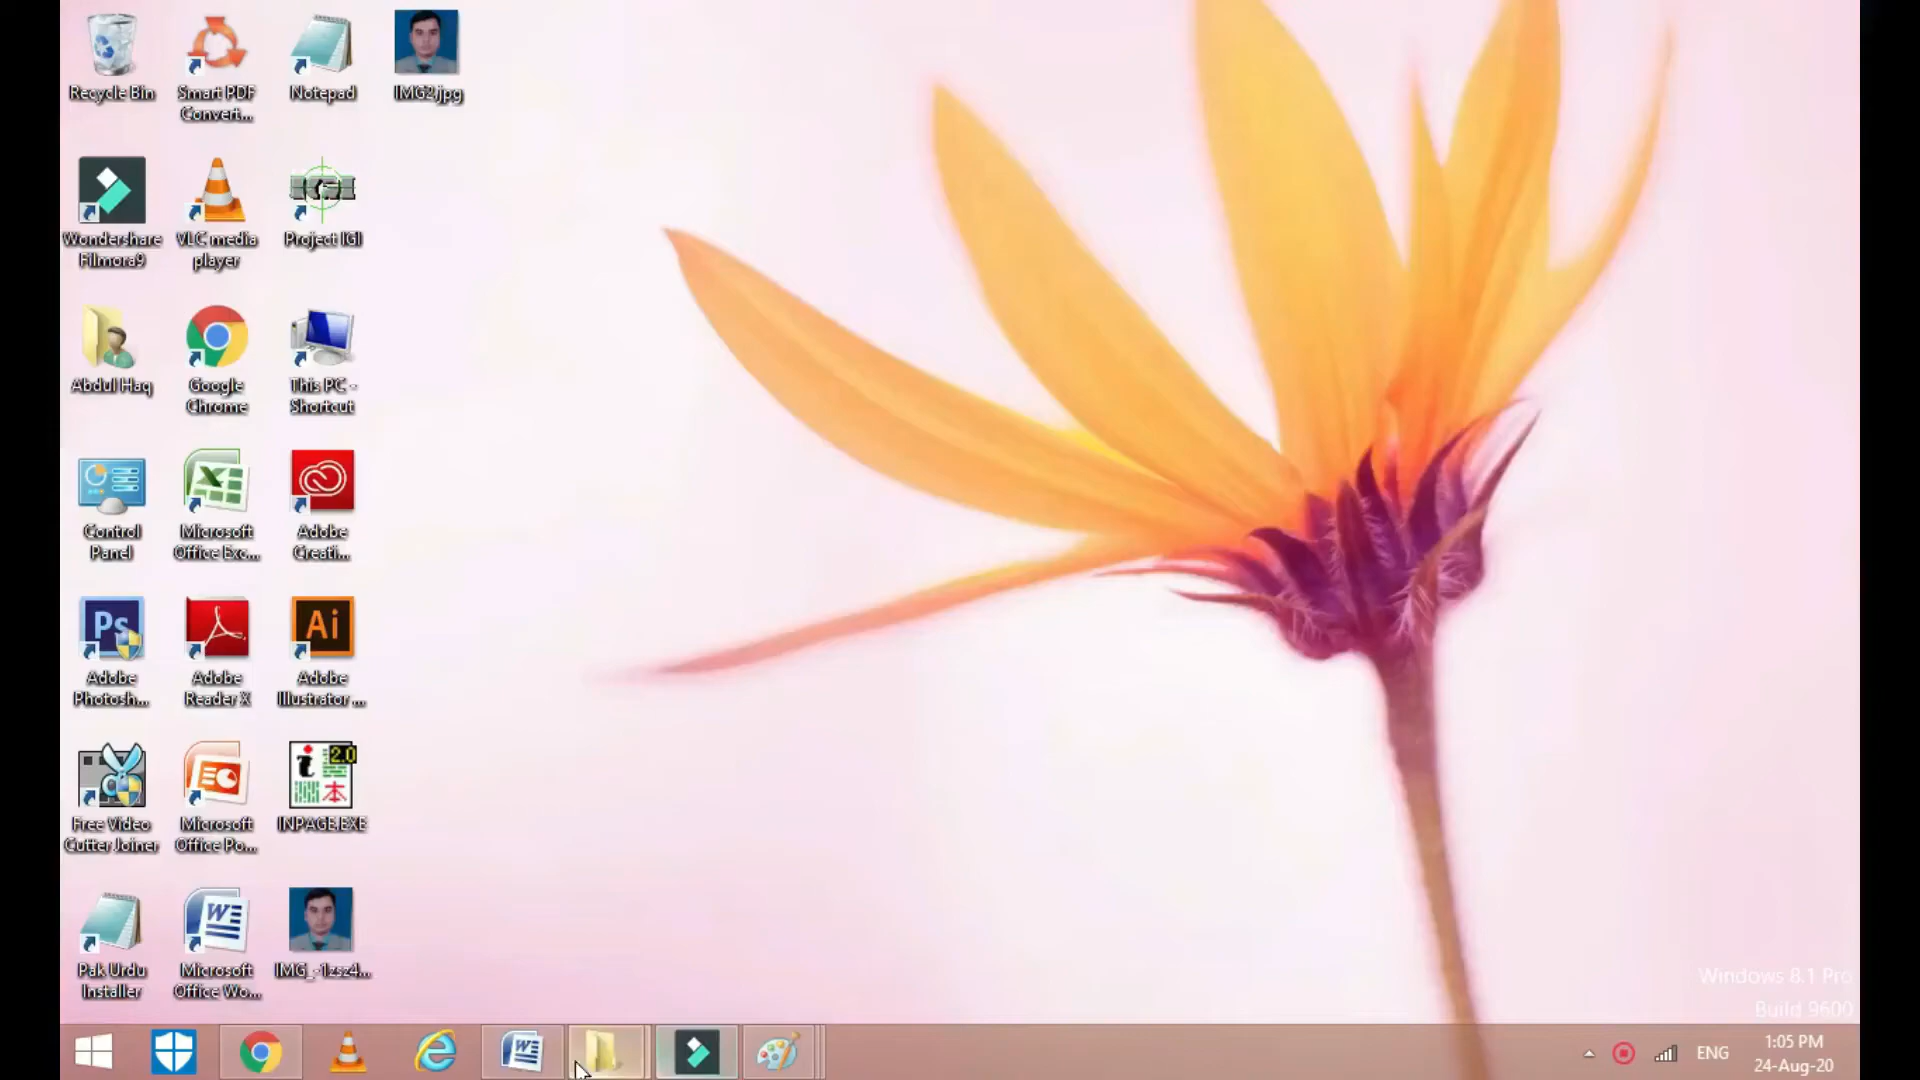 Recycle Bin
Smart PDF
Convert...
Notepad
IMG2.jpg
Wondershare
Filmora9
VLC media
player
IGI
Project IGI
Abdul Haq
Google
Chrome
This PC -
Shortcut
Control
Panel
Microsoft
Office Exc...
Adobe
Creati...
Ps
Adobe
Photosh...
Adobe
Reader X
Ai
Adobe
Illustrator ...
Free Video
Cutter Joiner
Microsoft
Office Po...
2.0
INPAGE.EXE
Pak Urdu
Installer
Microsoft
Office Wo...
IMG_-1zsz4...
Windows 8.1 Pro
Build 9600
ENG
1:05 PM
24-Aug-20